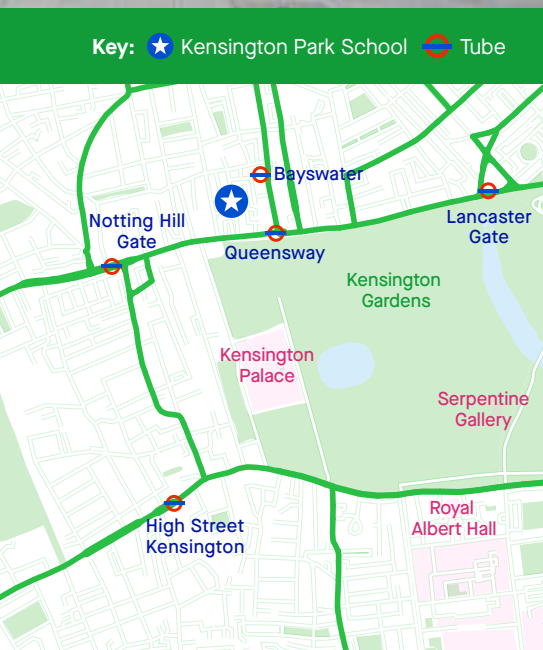 Key: Kensington Park School Tube
Bayswater
Notting Hill
Gate
Lancaster
Gate
Queensway
Kensington
Gardens
Kensington
Palace
Serpentine
Gallery
Royal
Albert Hall
High Street
Kensington